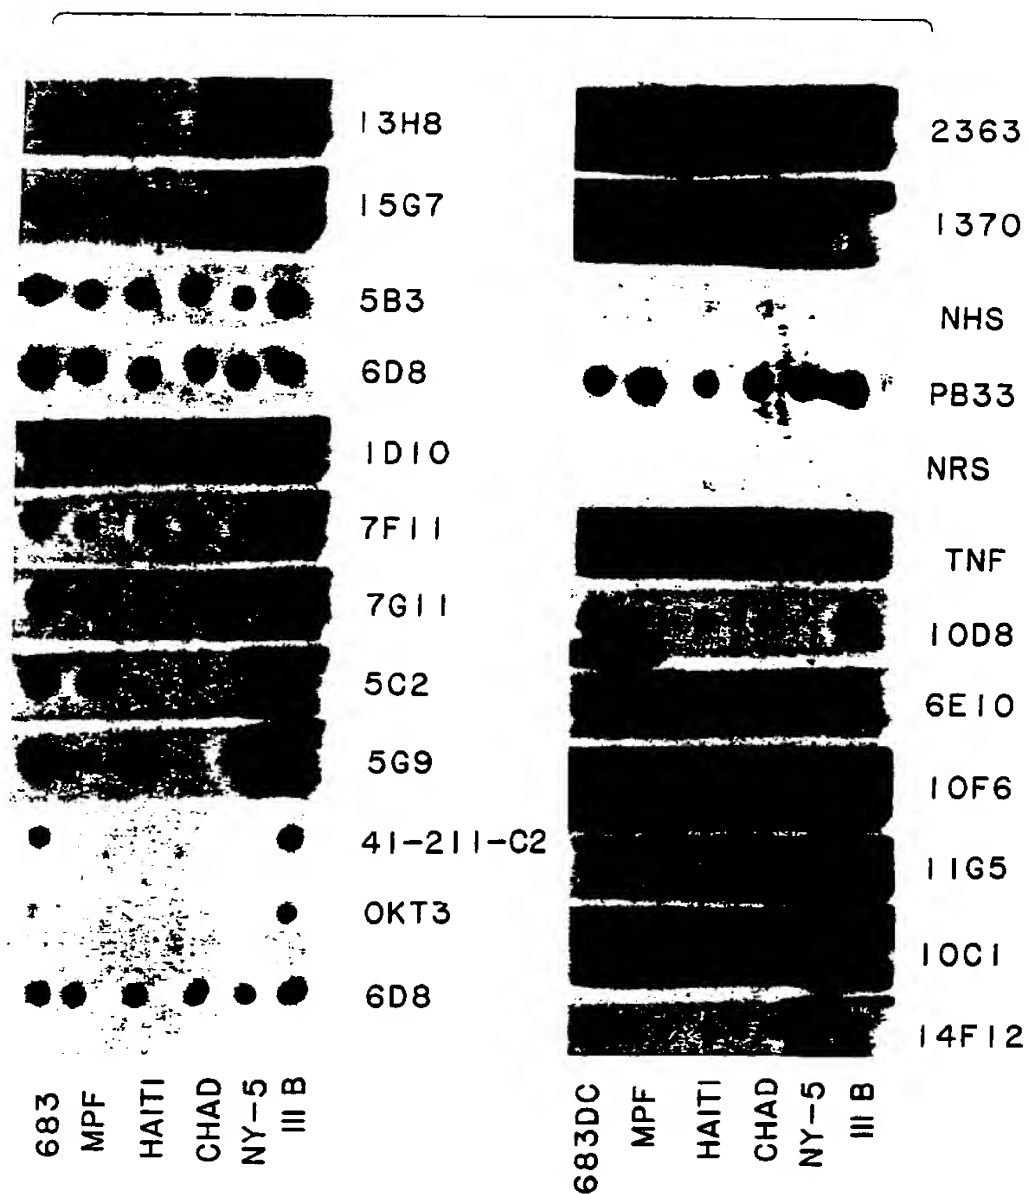 13H8
15G7
5B3
6D8
1D10
7F11
7G11
5C2
5G9
41-211-C2
OKT3
6D8
683
MPF
HAITI
CHAD
NY-5
III B
2363
1370
NHS
PB33
NRS
TNF
10D8
6E10
10F6
11G5
10C1
14F12
683DC
MPF
HAITI
CHAD
NY-5
III B